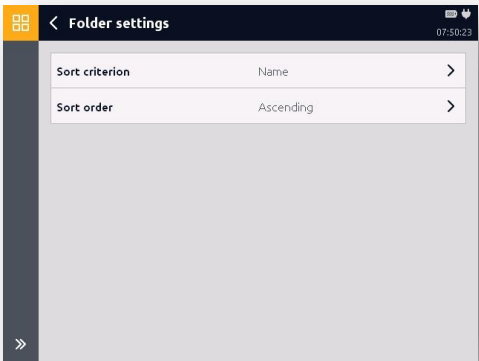 Folder settings
07:50:23
Sort criterion Name
Sort order Ascending